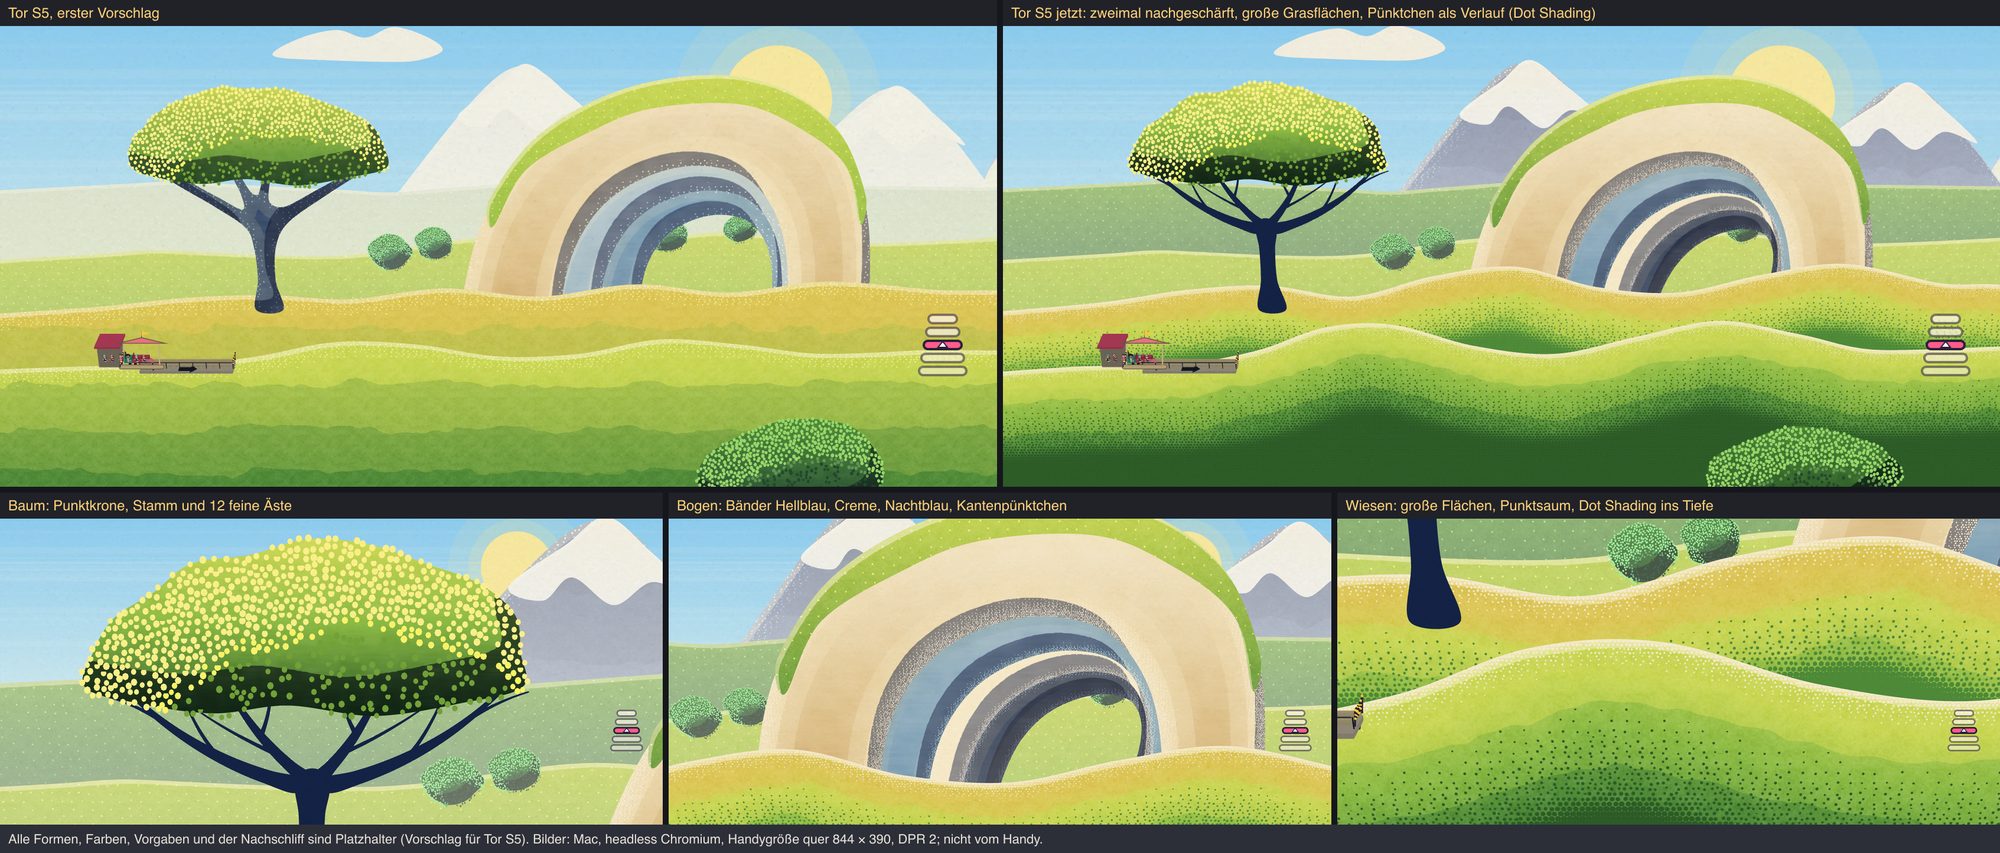 Tor S5, erster Vorschlag
Tor S5 jetzt: zweimal nachgeschärft, große Grasflächen, Pünktchen als Verlauf (Dot Shading)
Baum: Punktkrone, Stamm und 12 feine Äste
Bogen: Bänder Hellblau, Creme, Nachtblau, Kantenpünktchen
Wiesen: große Flächen, Punktsaum, Dot Shading ins Tiefe
Alle Formen, Farben, Vorgaben und der Nachschliff sind Platzhalter (Vorschlag für Tor S5). Bilder: Mac, headless Chromium, Handygröße quer 844 × 390, DPR 2; nicht vom Handy.